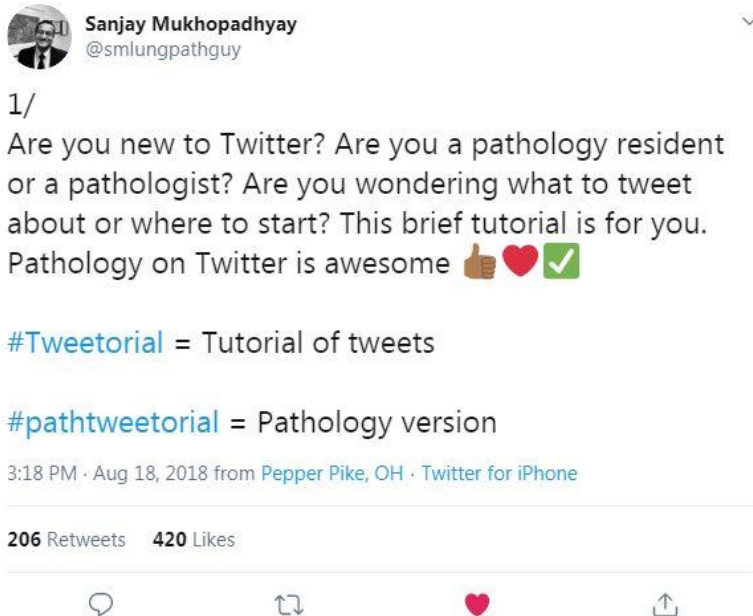 Sanjay Mukhopadhyay
@smlungpathguy
1/
Are you new to Twitter? Are you a pathology resident
or a pathologist? Are you wondering what to tweet
about or where to start? This brief tutorial is for you.
Pathology on Twitter is awesome 👍🏾❤️✅
#Tweetorial = Tutorial of tweets
#pathtweetorial = Pathology version
3:18 PM · Aug 18, 2018 from Pepper Pike, OH · Twitter for iPhone
206 Retweets 420 Likes